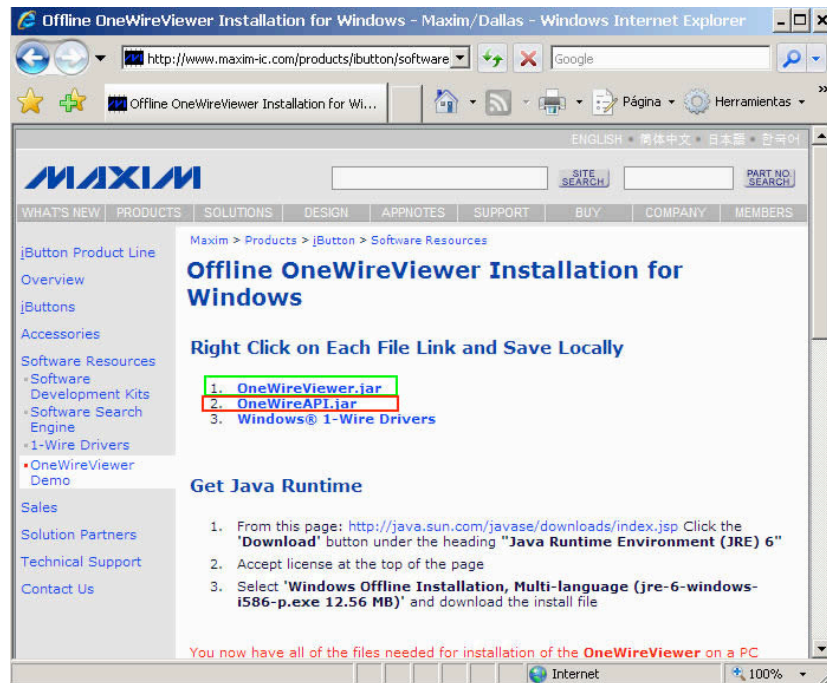 Offline OneWireViewer Installation for Windows - Maxim/Dallas - Windows Internet Explorer
http://www.maxim-ic.com/products/ibutton/software
Google
Offline OneWireViewer Installation for Wi...
Página
Herramientas
»
ENGLISH • 简体中文 • 日本語 • 한국어
MAXIM
SITE SEARCH
PART NO. SEARCH
WHAT'S NEW PRODUCTS SOLUTIONS DESIGN APPNOTES SUPPORT BUY COMPANY MEMBERS
iButton Product Line
Overview
iButtons
Accessories
Software Resources
Software
Development Kits
Software Search
Engine
1-Wire Drivers
OneWireViewer
Demo
Sales
Solution Partners
Technical Support
Contact Us
Maxim > Products > iButton > Software Resources
Offline OneWireViewer Installation for
Windows
Right Click on Each File Link and Save Locally
1. OneWireViewer.jar
2. OneWireAPI.jar
3. Windows® 1-Wire Drivers
Get Java Runtime
1. From this page: http://java.sun.com/javase/downloads/index.jsp Click the
'Download' button under the heading "Java Runtime Environment (JRE) 6"
2. Accept license at the top of the page
3. Select 'Windows Offline Installation, Multi-language (jre-6-windows-
i586-p.exe 12.56 MB)' and download the install file
You now have all of the files needed for installation of the OneWireViewer on a PC
Internet
100%